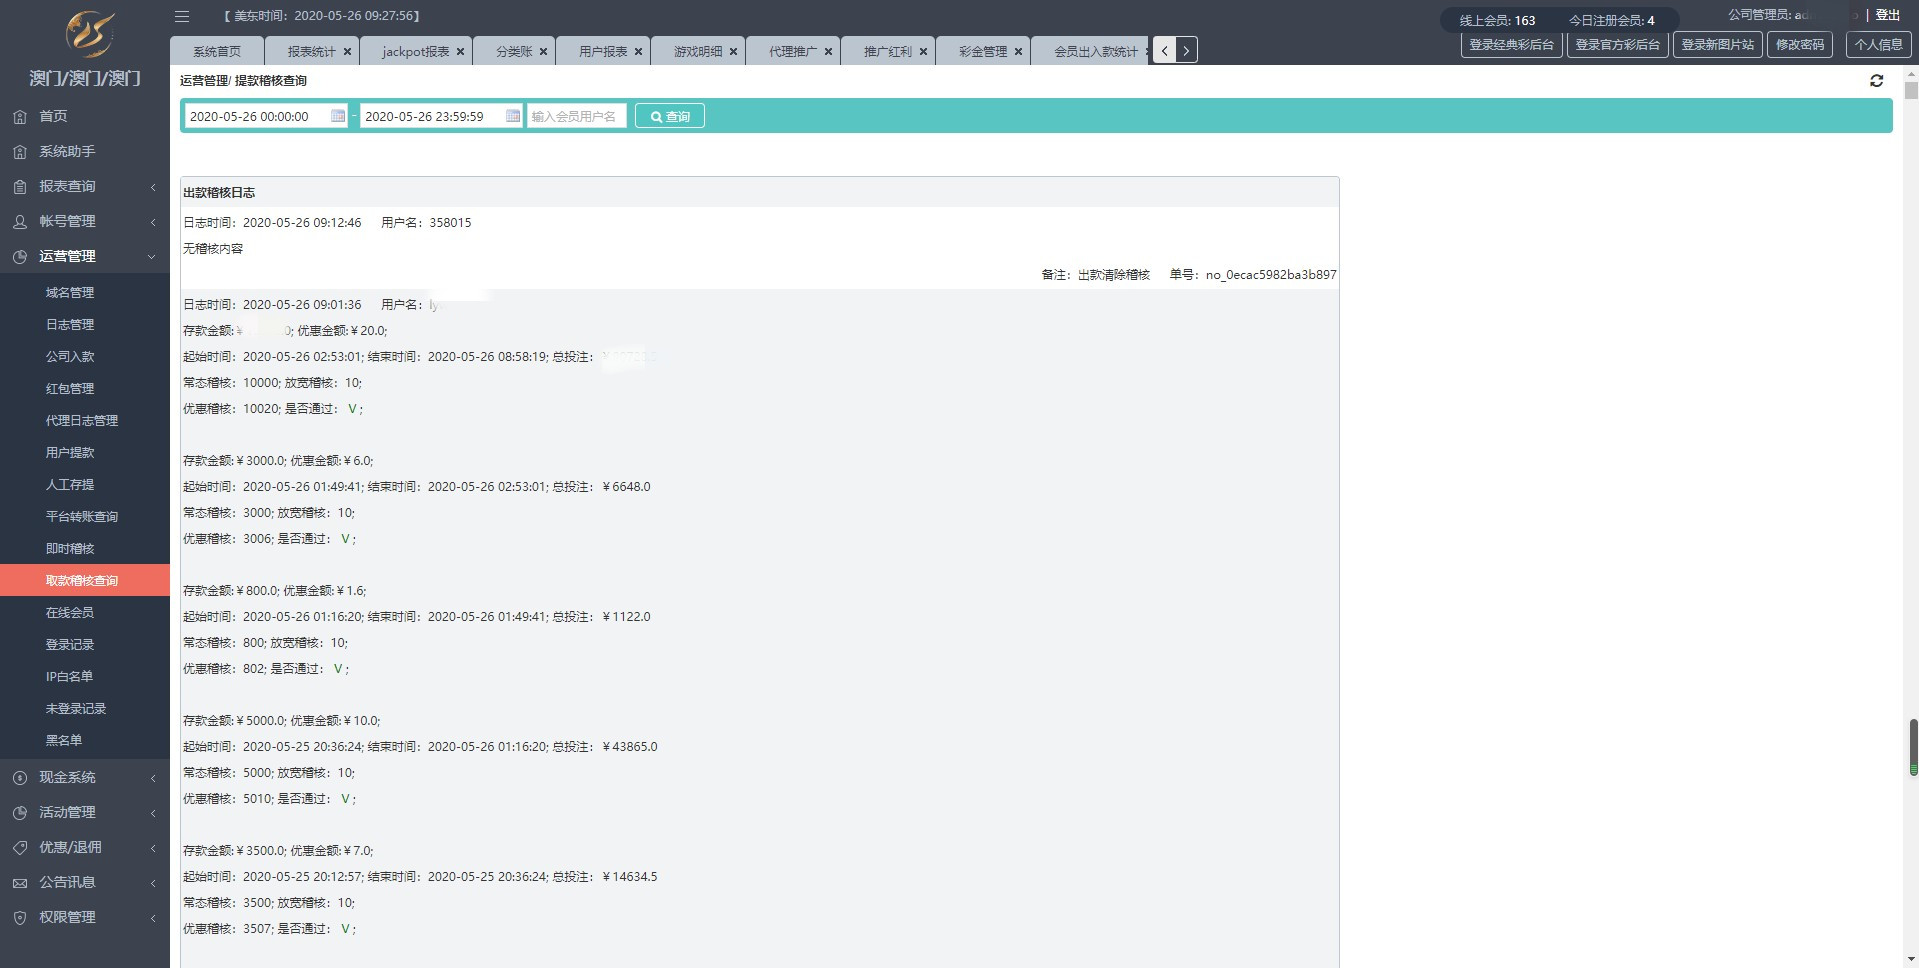 【 美东时间：2020-05-26 09:27:56】
线上会员: 163 今日注册会员: 4
公司管理员: | 登出
澳门/澳门/澳门
系统首页
报表统计 ×
jackpot报表 ×
分类账 ×
用户报表 ×
游戏明细 ×
代理推广 ×
推广红利 ×
彩金管理 ×
会员出入款统计
登录经典彩后台
登录官方彩后台
登录新图片站
修改密码
个人信息
首页
系统助手
报表查询
帐号管理
运营管理
域名管理
日志管理
公司入款
红包管理
代理日志管理
用户提款
人工存提
平台转账查询
即时稽核
取款稽核查询
在线会员
登录记录
IP白名单
未登录记录
黑名单
现金系统
活动管理
优惠/退佣
公告讯息
权限管理
运营管理/ 提款稽核查询
2020-05-26 00:00:00 - 2020-05-26 23:59:59 输入会员用户名 查询
出款稽核日志
日志时间：2020-05-26 09:12:46 用户名：358015
无稽核内容
备注：出款清除稽核 单号：no_0ecac5982ba3b897
日志时间：2020-05-26 09:01:36 用户名：ly
存款金额:¥ 0; 优惠金额:¥ 20.0;
起始时间：2020-05-26 02:53:01; 结束时间：2020-05-26 08:58:19; 总投注：
常态稽核：10000; 放宽稽核：10;
优惠稽核：10020; 是否通过： V ;
存款金额:¥ 3000.0; 优惠金额:¥ 6.0;
起始时间：2020-05-26 01:49:41; 结束时间：2020-05-26 02:53:01; 总投注：¥6648.0
常态稽核：3000; 放宽稽核：10;
优惠稽核：3006; 是否通过： V ;
存款金额:¥ 800.0; 优惠金额:¥ 1.6;
起始时间：2020-05-26 01:16:20; 结束时间：2020-05-26 01:49:41; 总投注：¥1122.0
常态稽核：800; 放宽稽核：10;
优惠稽核：802; 是否通过： V ;
存款金额:¥ 5000.0; 优惠金额:¥ 10.0;
起始时间：2020-05-25 20:36:24; 结束时间：2020-05-26 01:16:20; 总投注：¥43865.0
常态稽核：5000; 放宽稽核：10;
优惠稽核：5010; 是否通过： V ;
存款金额:¥ 3500.0; 优惠金额:¥ 7.0;
起始时间：2020-05-25 20:12:57; 结束时间：2020-05-25 20:36:24; 总投注：¥14634.5
常态稽核：3500; 放宽稽核：10;
优惠稽核：3507; 是否通过： V ;